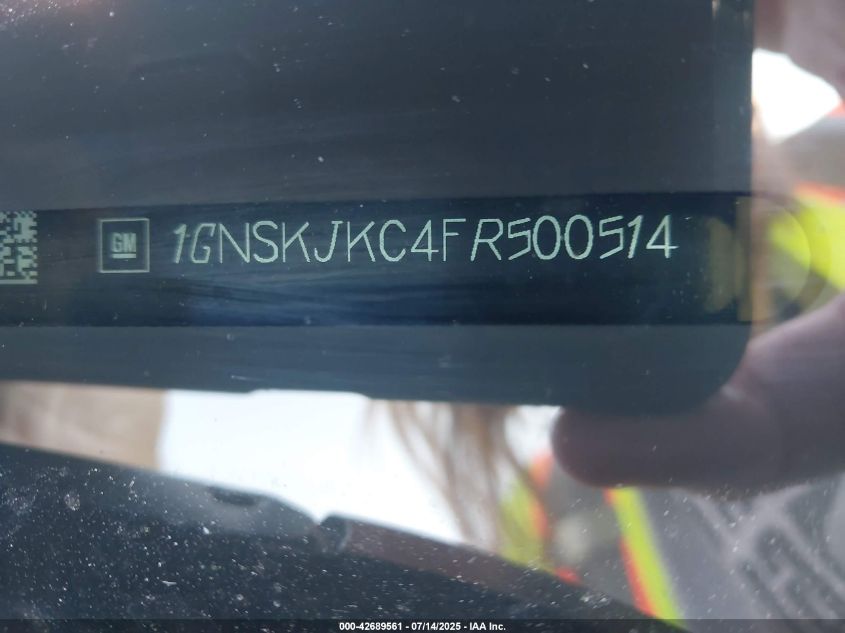 GM 1GNSKJKC4FR500514
000-42689561 - 07/14/2025 - IAA Inc.